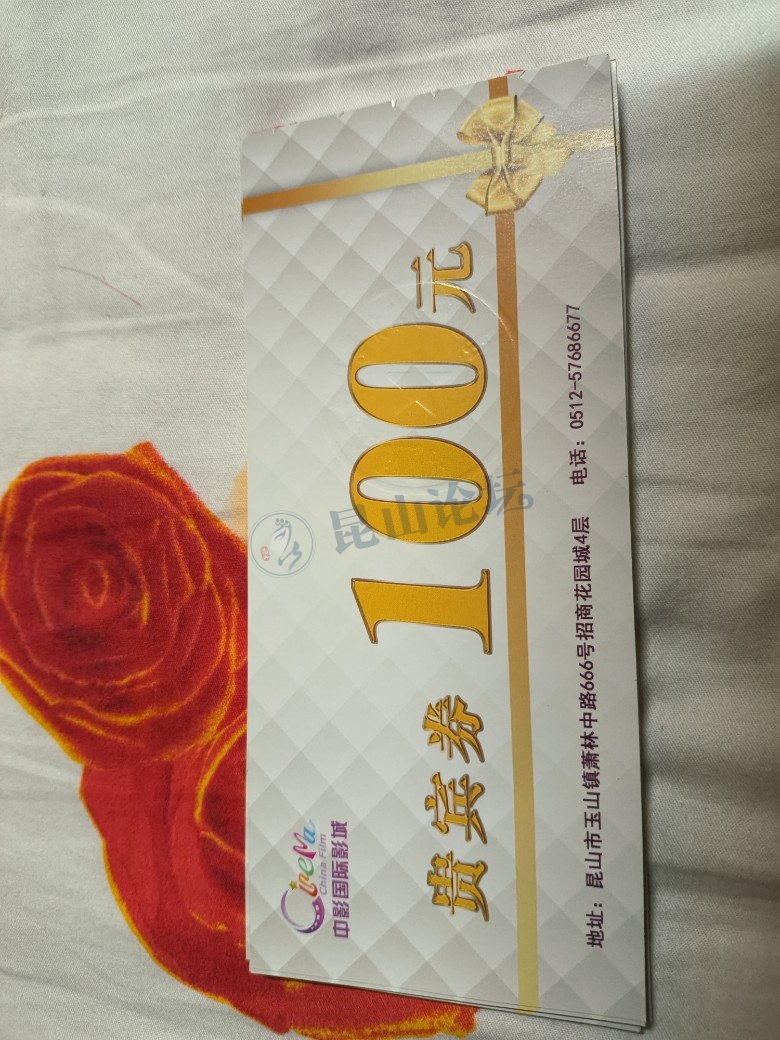 CineMa
China Film
中影国际影城
贵宾券100元
昆山论坛
地址：昆山市玉山镇萧林中路666号招商花园城4层 电话：0512-57686677